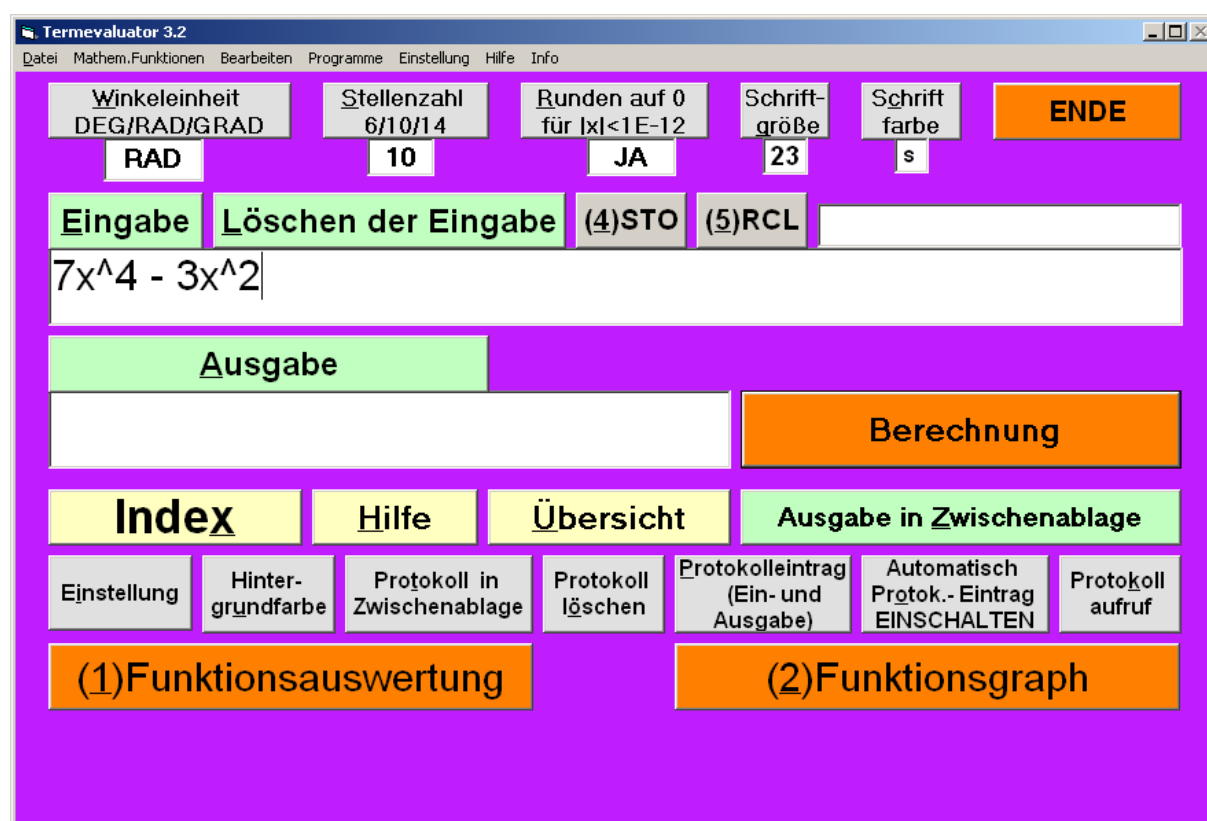 Termevaluator 3.2
Datei Mathem.Funktionen Bearbeiten Programme Einstellung Hilfe Info
Winkeleinheit
DEG/RAD/GRAD
RAD
Stellenzahl
6/10/14
10
Runden auf 0
für |x|<1E-12
JA
Schrift-
größe
23
Schrift
farbe
s
ENDE
Eingabe
Löschen der Eingabe
(4)STO
(5)RCL
7x^4 - 3x^2
Ausgabe
Berechnung
Index
Hilfe
Übersicht
Ausgabe in Zwischenablage
Einstellung
Hinter-
grundfarbe
Protokoll in
Zwischenablage
Protokoll
löschen
Protokolleintrag
(Ein- und
Ausgabe)
Automatisch
Protok.- Eintrag
EINSCHALTEN
Protokoll
aufruf
(1)Funktionsauswertung
(2)Funktionsgraph